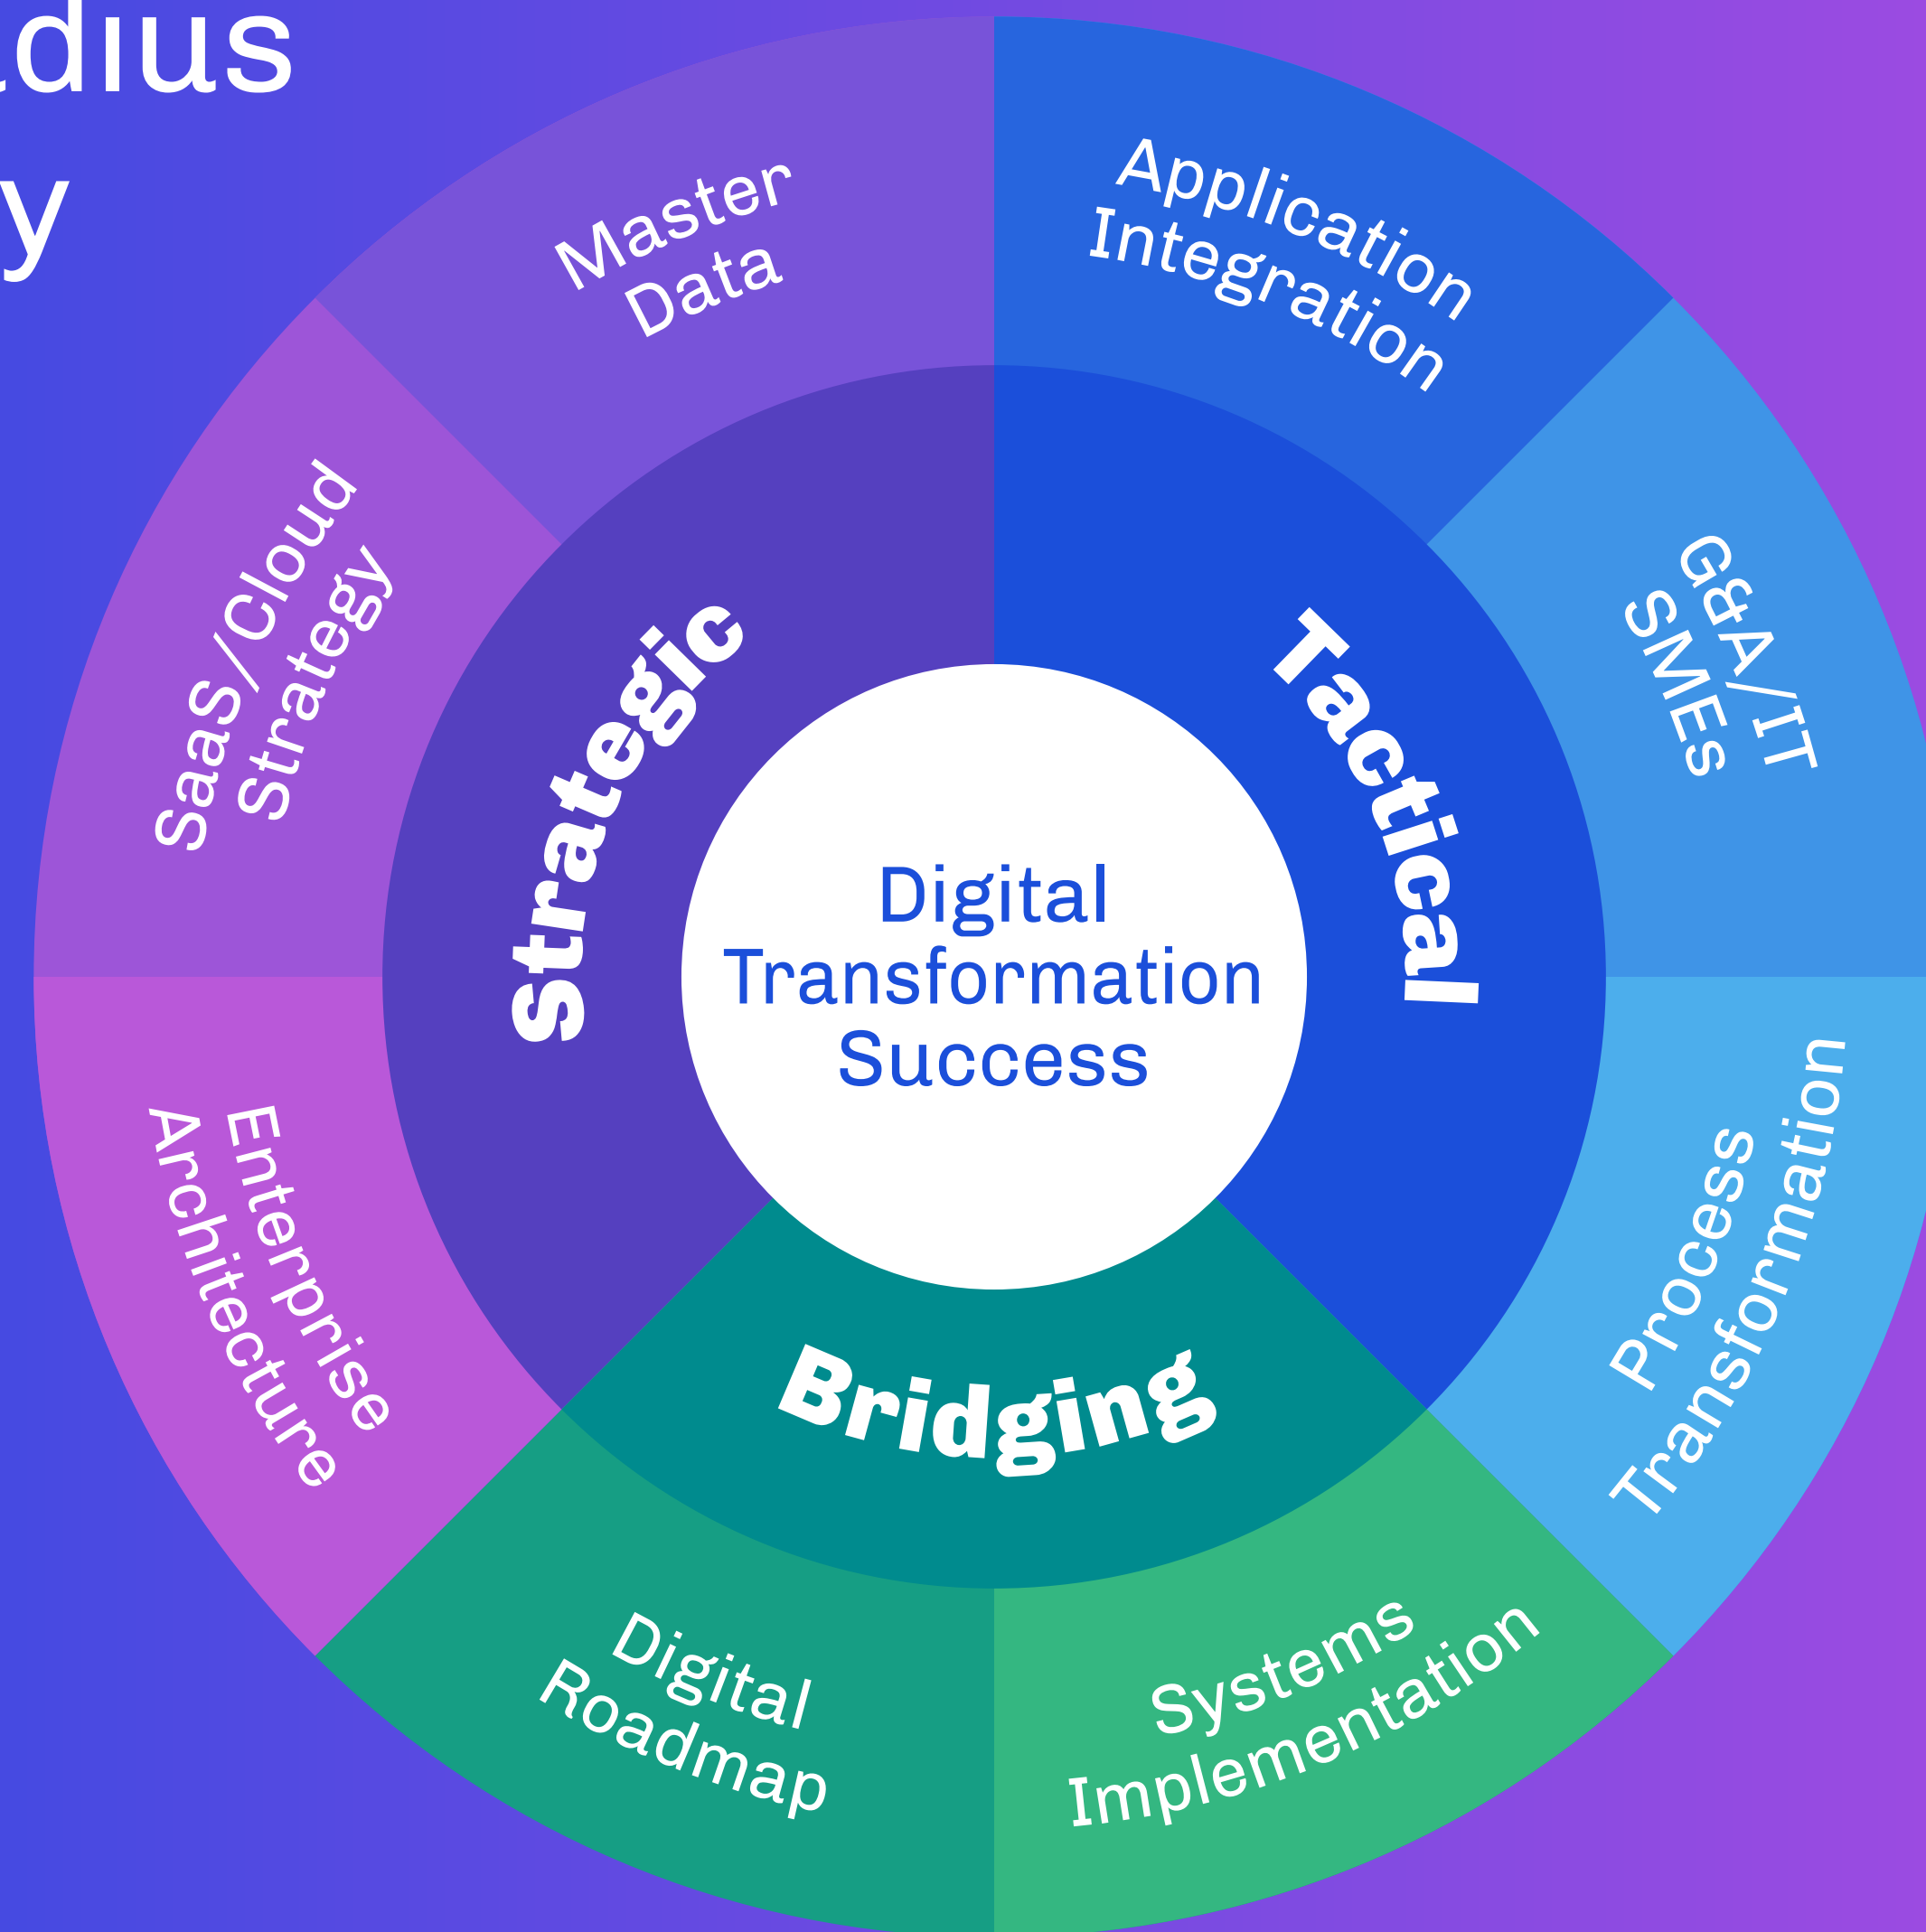 Master
Data
Application
Integration
SaaS/Cloud
Strategy
G&A/IT
SMEs
Strategic
Tactical
Digital
Transformation
Success
Enterprise
Architecture
Process
Transformation
Bridging
Digital
Roadmap
Systems
Implementation